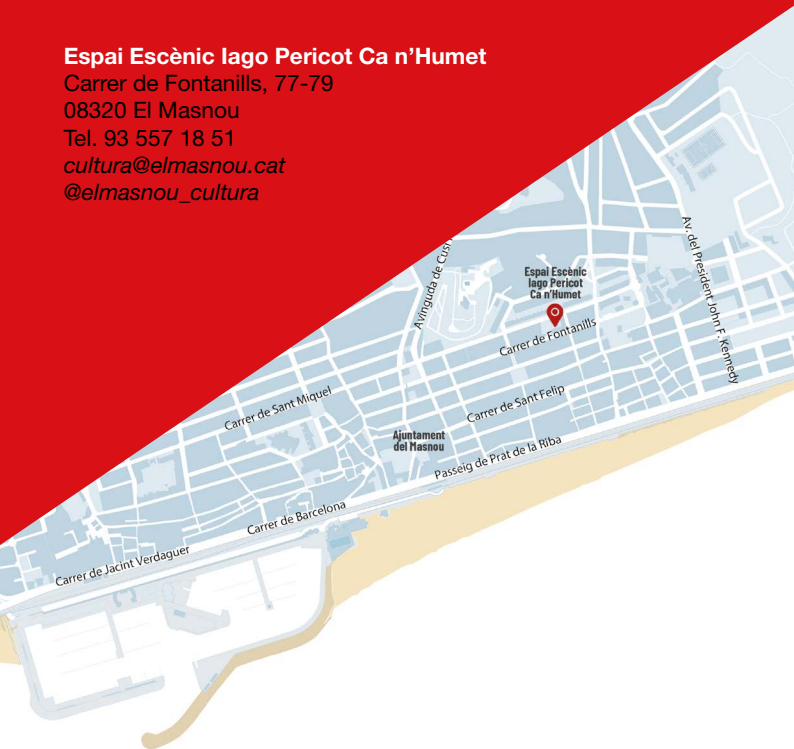 Espai Escènic Iago Pericot Ca n’Humet
Carrer de Fontanills, 77-79
08320 El Masnou
Tel. 93 557 18 51
cultura@elmasnou.cat
@elmasnou_cultura
Avinguda de Cusí
Av. del President John F. Kennedy
Espai Escènic
Iago Pericot
Ca n’Humet
Carrer de Fontanills
Carrer de Sant Miquel
Carrer de Sant Felip
Ajuntament
del Masnou
Passeig de Prat de la Riba
Carrer de Barcelona
Carrer de Jacint Verdaguer